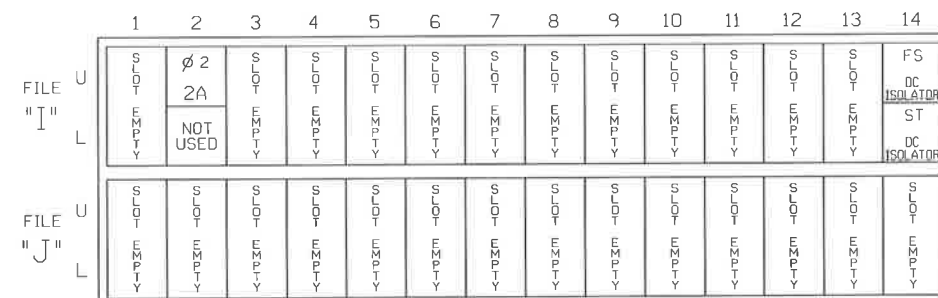 1 2 3 4 5 6 7 8 9 10 11 12 13 14
FILE "I"
U
L
SLOT EMPTY
Ø 2
2A
NOT USED
SLOT EMPTY
SLOT EMPTY
SLOT EMPTY
SLOT EMPTY
SLOT EMPTY
SLOT EMPTY
SLOT EMPTY
SLOT EMPTY
SLOT EMPTY
SLOT EMPTY
SLOT EMPTY
FS
DC
ISOLATOR
ST
DC
ISOLATOR
FILE "J"
U
L
SLOT EMPTY
SLOT EMPTY
SLOT EMPTY
SLOT EMPTY
SLOT EMPTY
SLOT EMPTY
SLOT EMPTY
SLOT EMPTY
SLOT EMPTY
SLOT EMPTY
SLOT EMPTY
SLOT EMPTY
SLOT EMPTY
SLOT EMPTY